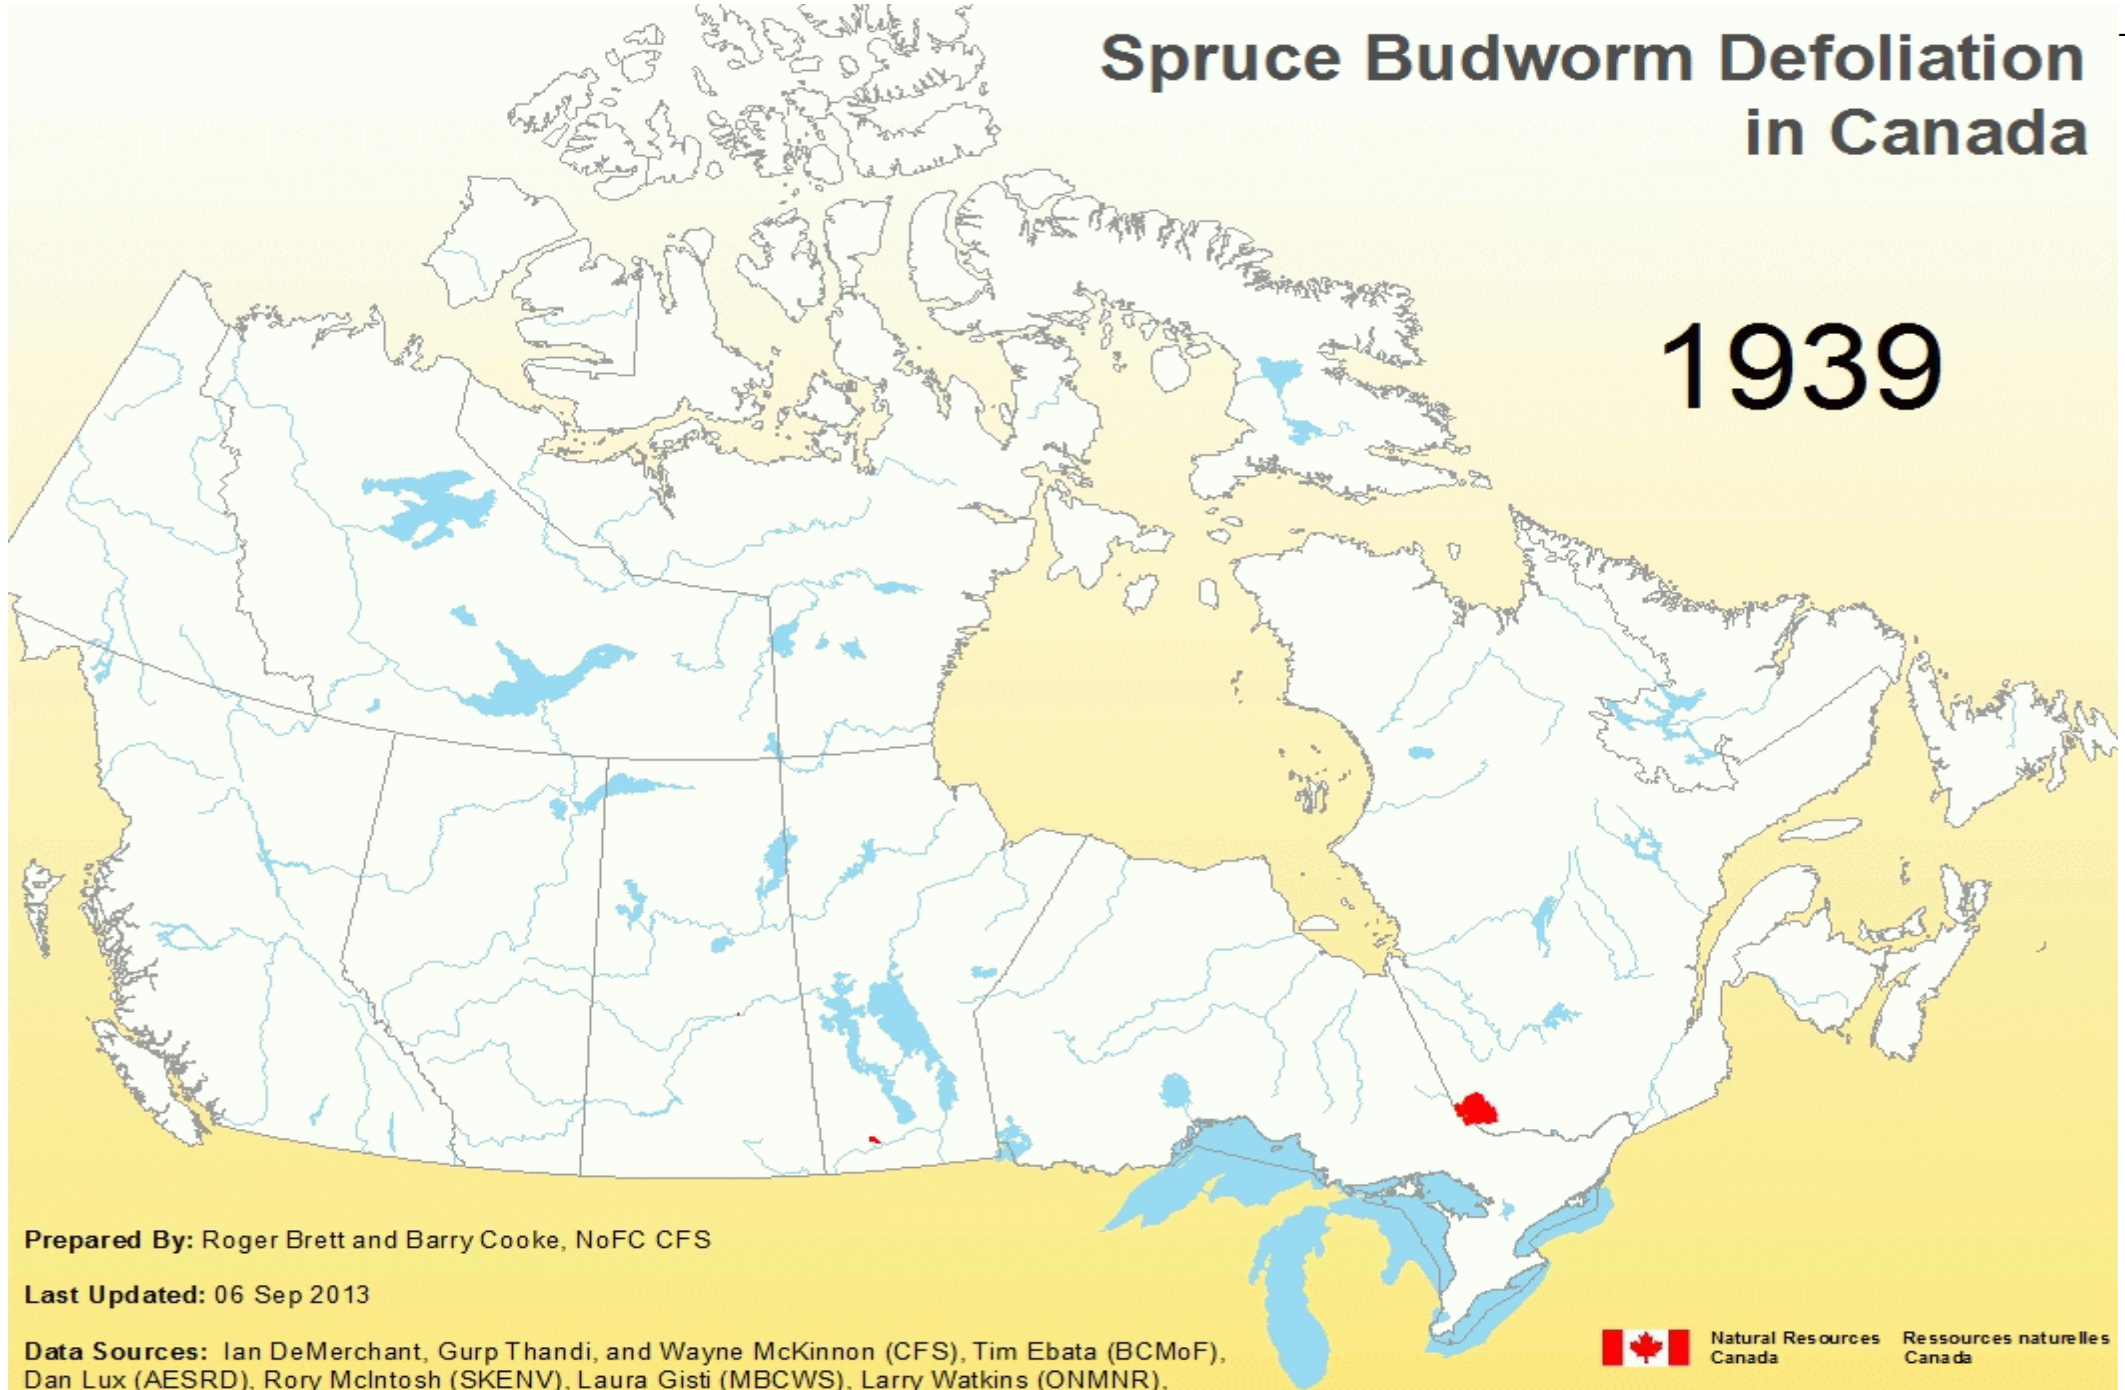 Spruce Budworm Defoliation
in Canada
1939
Prepared By: Roger Brett and Barry Cooke, NoFC CFS
Last Updated: 06 Sep 2013
Data Sources: Ian DeMerchant, Gurp Thandi, and Wayne McKinnon (CFS), Tim Ebata (BCMoF),
Dan Lux (AESRD), Rory McIntosh (SKENV), Laura Gisti (MBCWS), Larry Watkins (ONMNR),
Natural Resources Ressources naturelles
Canada Canada